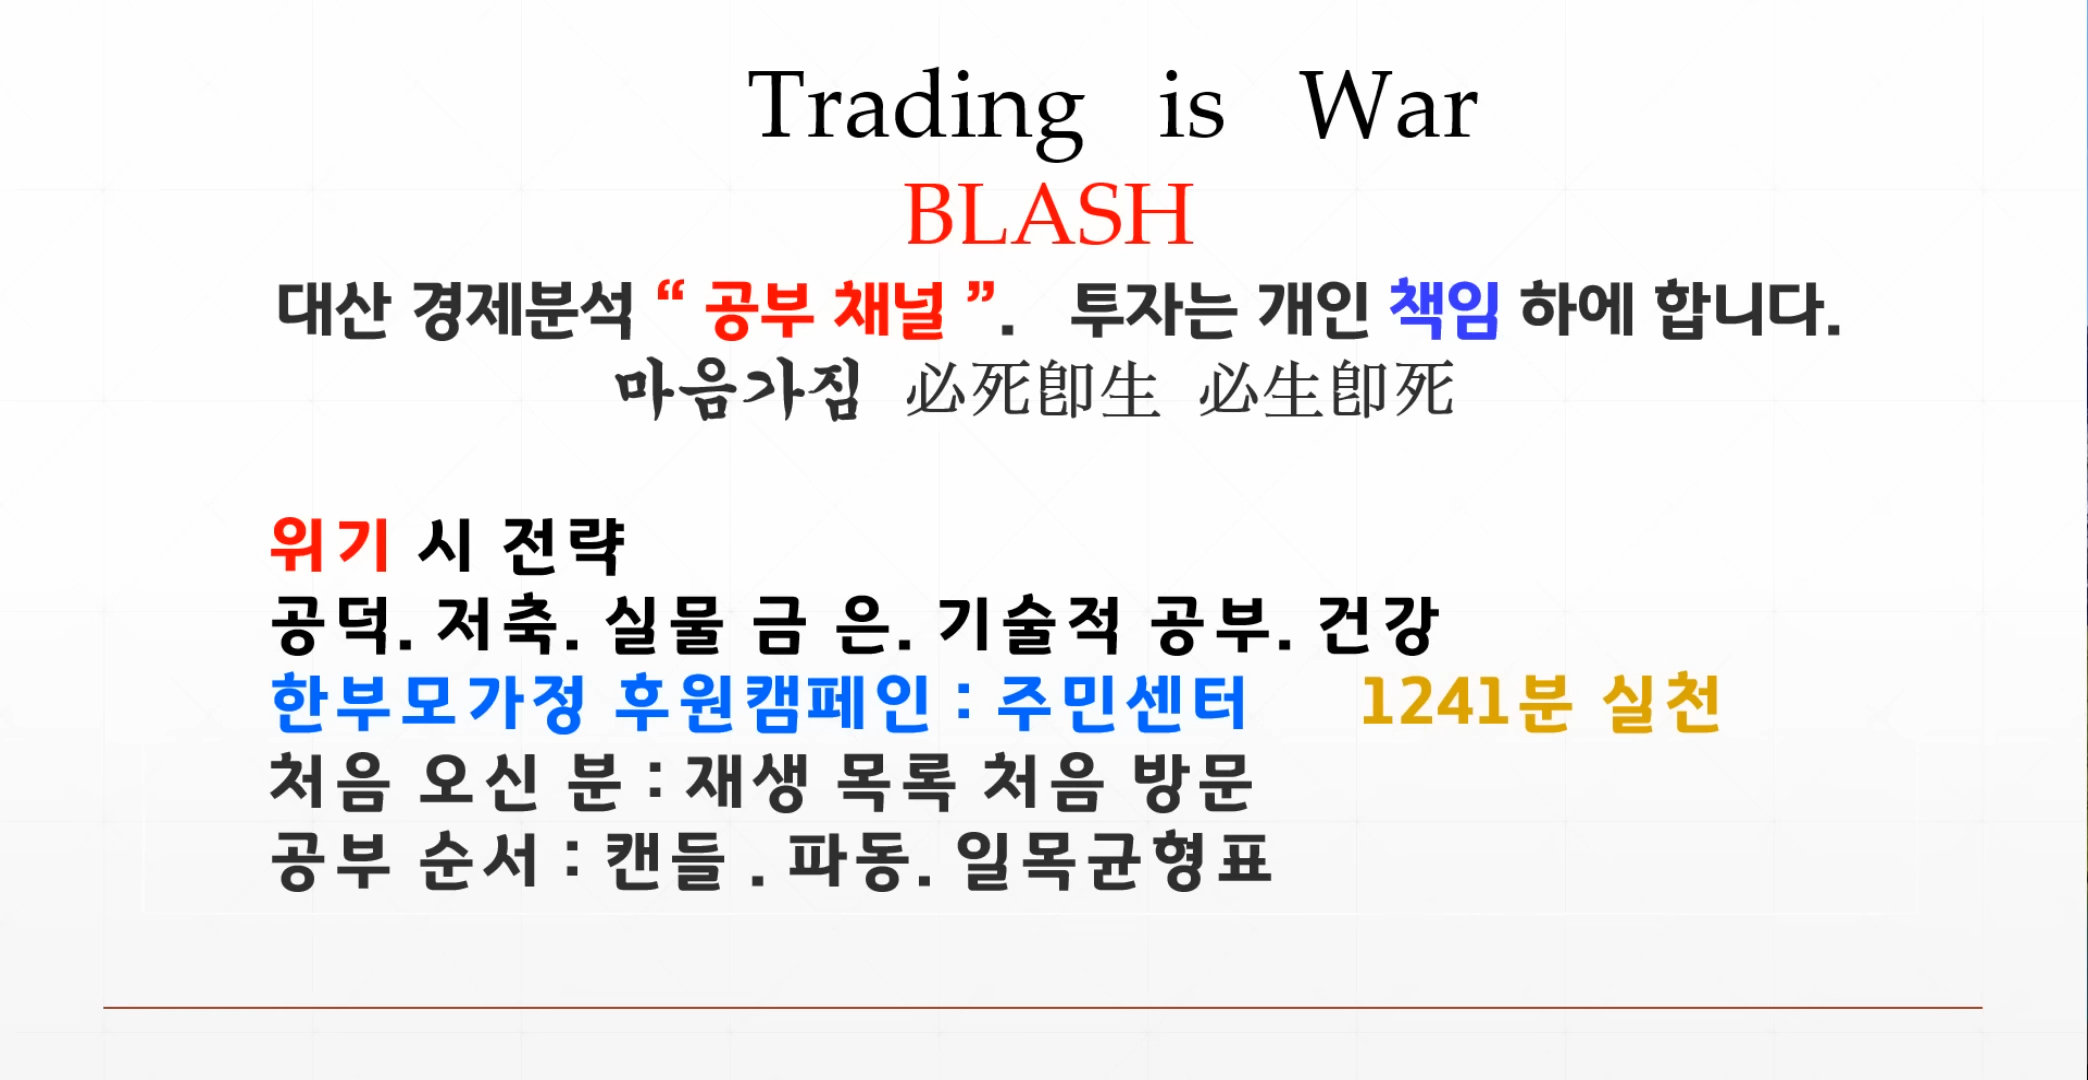 Trading is War
BLASH
대산 경제분석 “ 공부 채널 ”. 투자는 개인 책임 하에 합니다.
마음가짐 必死卽生 必生卽死
위기 시 전략
공덕. 저축. 실물 금 은. 기술적 공부. 건강
한부모가정 후원캠페인 : 주민센터 1241분 실천
처음 오신 분 : 재생 목록 처음 방문
공부 순서 : 캔들 . 파동. 일목균형표